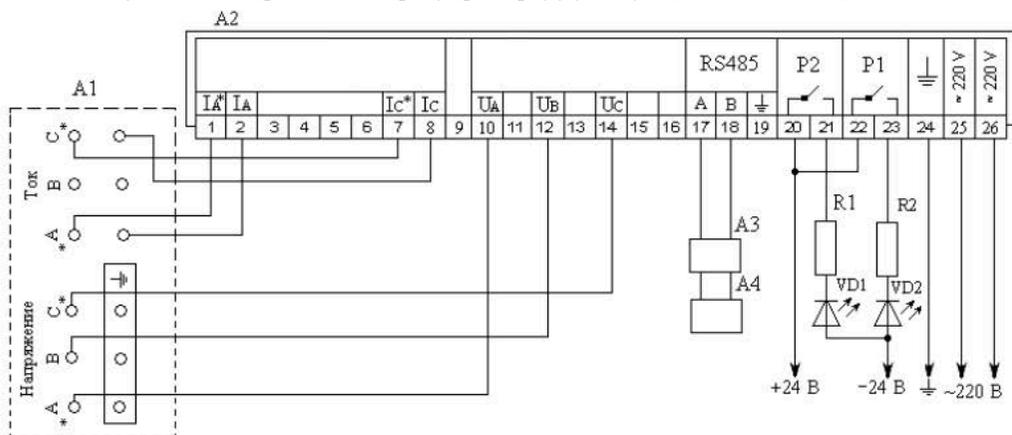 A2
RS485 P2 P1 ≈ 220 V ≈ 220 V
IA* IA IC* IC UA UB UC A B
1 2 3 4 5 6 7 8 9 10 11 12 13 14 15 16 17 18 19 20 21 22 23 24 25 26
A1
C*
B
A*
Ток
C*
B
A*
Напряжение
A3
A4
R1
R2
VD1
VD2
+24 В
−24 В
~220 В